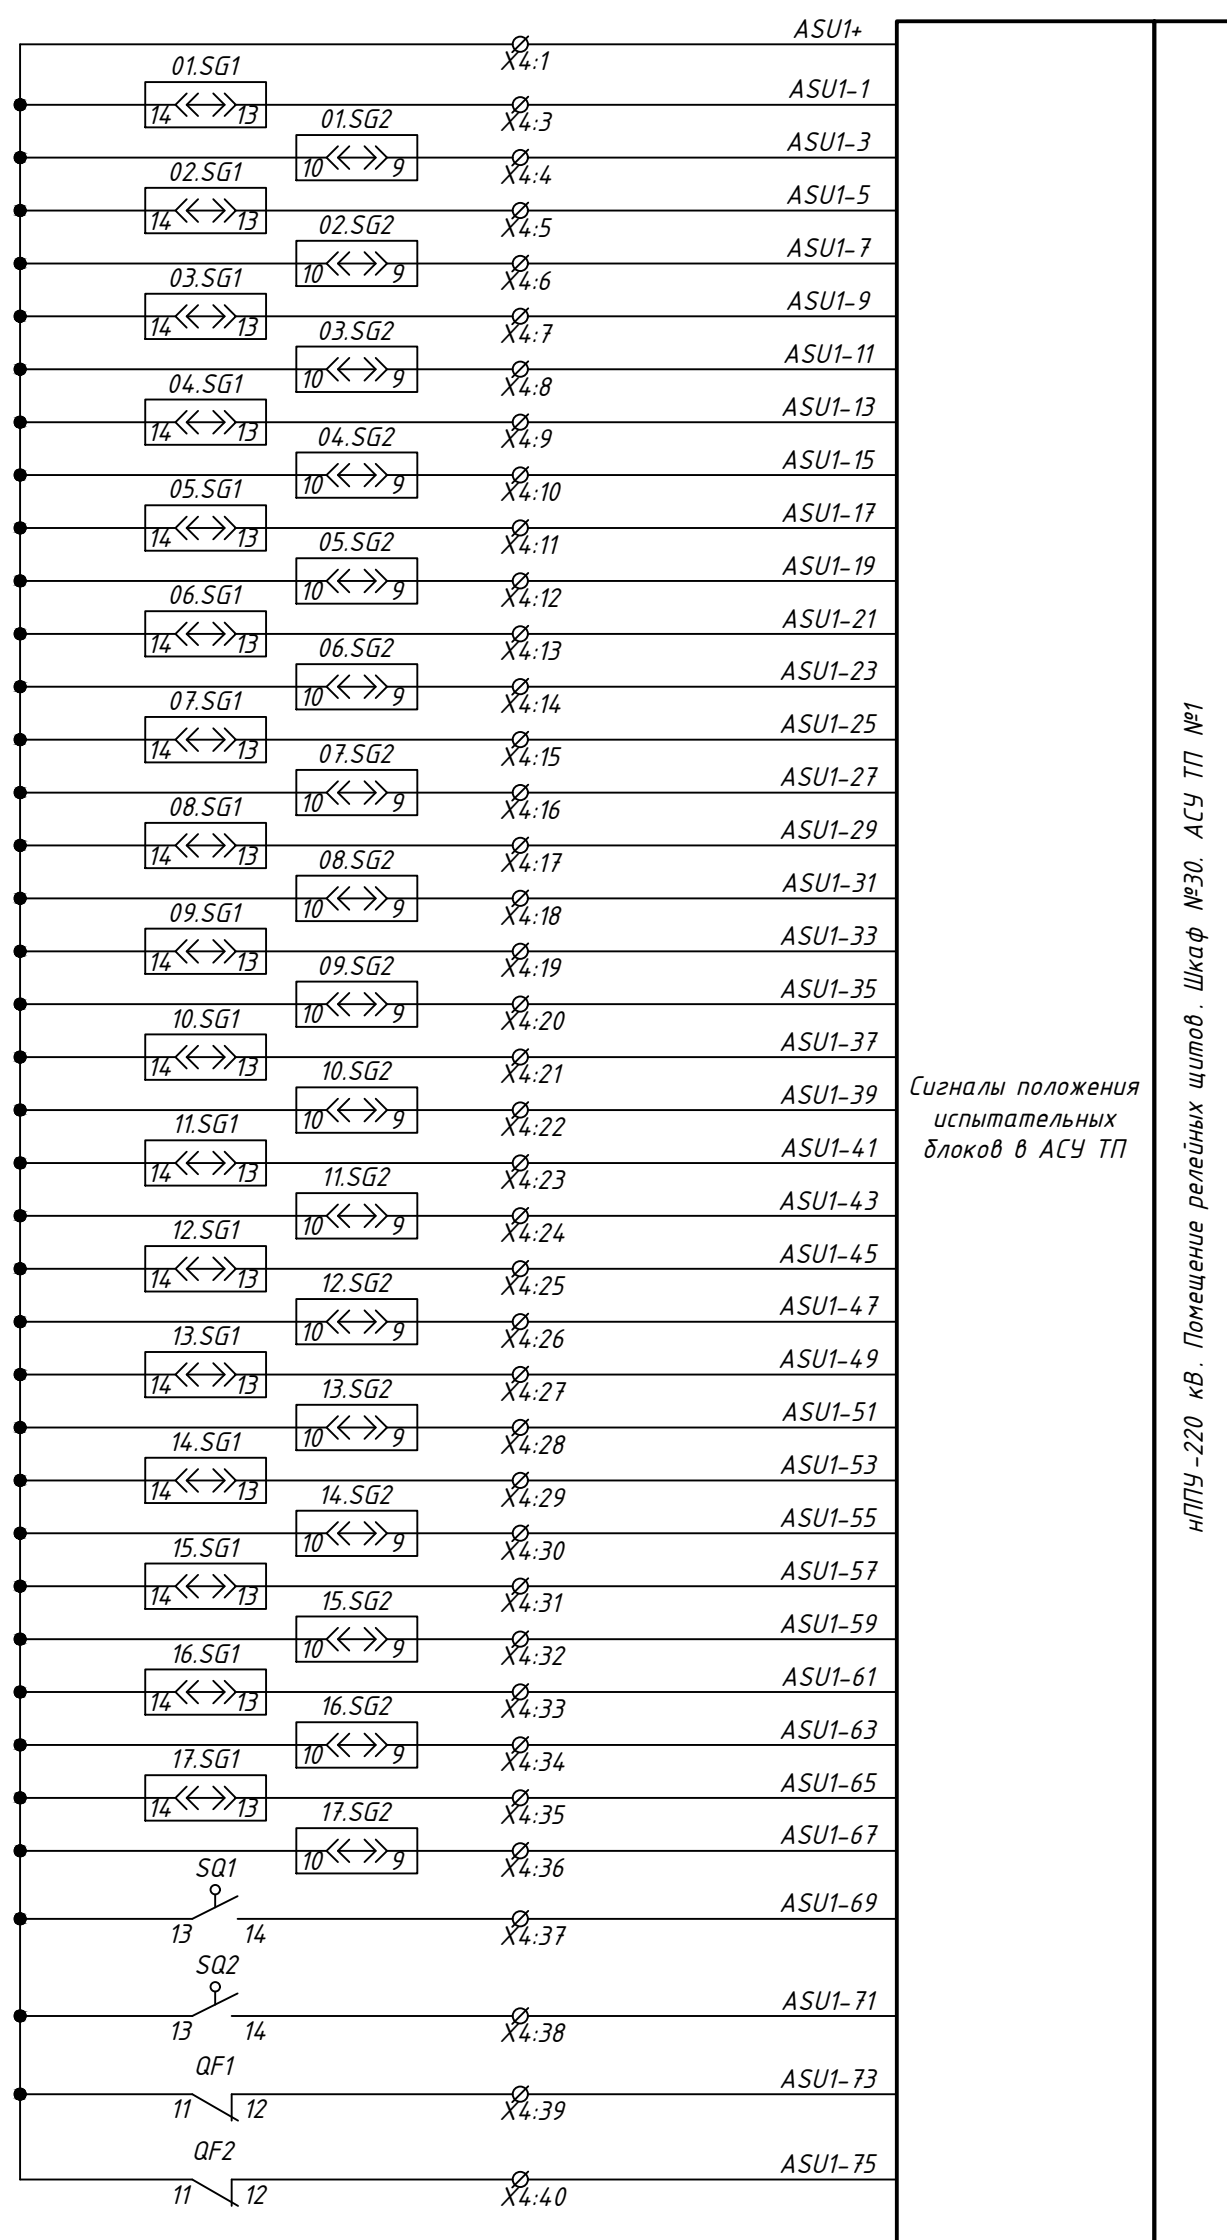 ASU1+
X4:1
01.SG1
14 13
X4:3
ASU1-1
01.SG2
10 9
X4:4
ASU1-3
02.SG1
14 13
X4:5
ASU1-5
02.SG2
10 9
X4:6
ASU1-7
03.SG1
14 13
X4:7
ASU1-9
03.SG2
10 9
X4:8
ASU1-11
04.SG1
14 13
X4:9
ASU1-13
04.SG2
10 9
X4:10
ASU1-15
05.SG1
14 13
X4:11
ASU1-17
05.SG2
10 9
X4:12
ASU1-19
06.SG1
14 13
X4:13
ASU1-21
06.SG2
10 9
X4:14
ASU1-23
07.SG1
14 13
X4:15
ASU1-25
07.SG2
10 9
X4:16
ASU1-27
08.SG1
14 13
X4:17
ASU1-29
08.SG2
10 9
X4:18
ASU1-31
09.SG1
14 13
X4:19
ASU1-33
09.SG2
10 9
X4:20
ASU1-35
10.SG1
14 13
X4:21
ASU1-37
10.SG2
10 9
X4:22
ASU1-39
11.SG1
14 13
X4:23
ASU1-41
11.SG2
10 9
X4:24
ASU1-43
12.SG1
14 13
X4:25
ASU1-45
12.SG2
10 9
X4:26
ASU1-47
13.SG1
14 13
X4:27
ASU1-49
13.SG2
10 9
X4:28
ASU1-51
14.SG1
14 13
X4:29
ASU1-53
14.SG2
10 9
X4:30
ASU1-55
15.SG1
14 13
X4:31
ASU1-57
15.SG2
10 9
X4:32
ASU1-59
16.SG1
14 13
X4:33
ASU1-61
16.SG2
10 9
X4:34
ASU1-63
17.SG1
14 13
X4:35
ASU1-65
17.SG2
10 9
X4:36
ASU1-67
SQ1
13 14
X4:37
ASU1-69
SQ2
13 14
X4:38
ASU1-71
QF1
11 12
X4:39
ASU1-73
QF2
11 12
X4:40
ASU1-75
Сигналы положения
испытательных
блоков в АСУ ТП
нППУ-220 кВ. Помещение релейных щитов. Шкаф №30. АСУ ТП №1